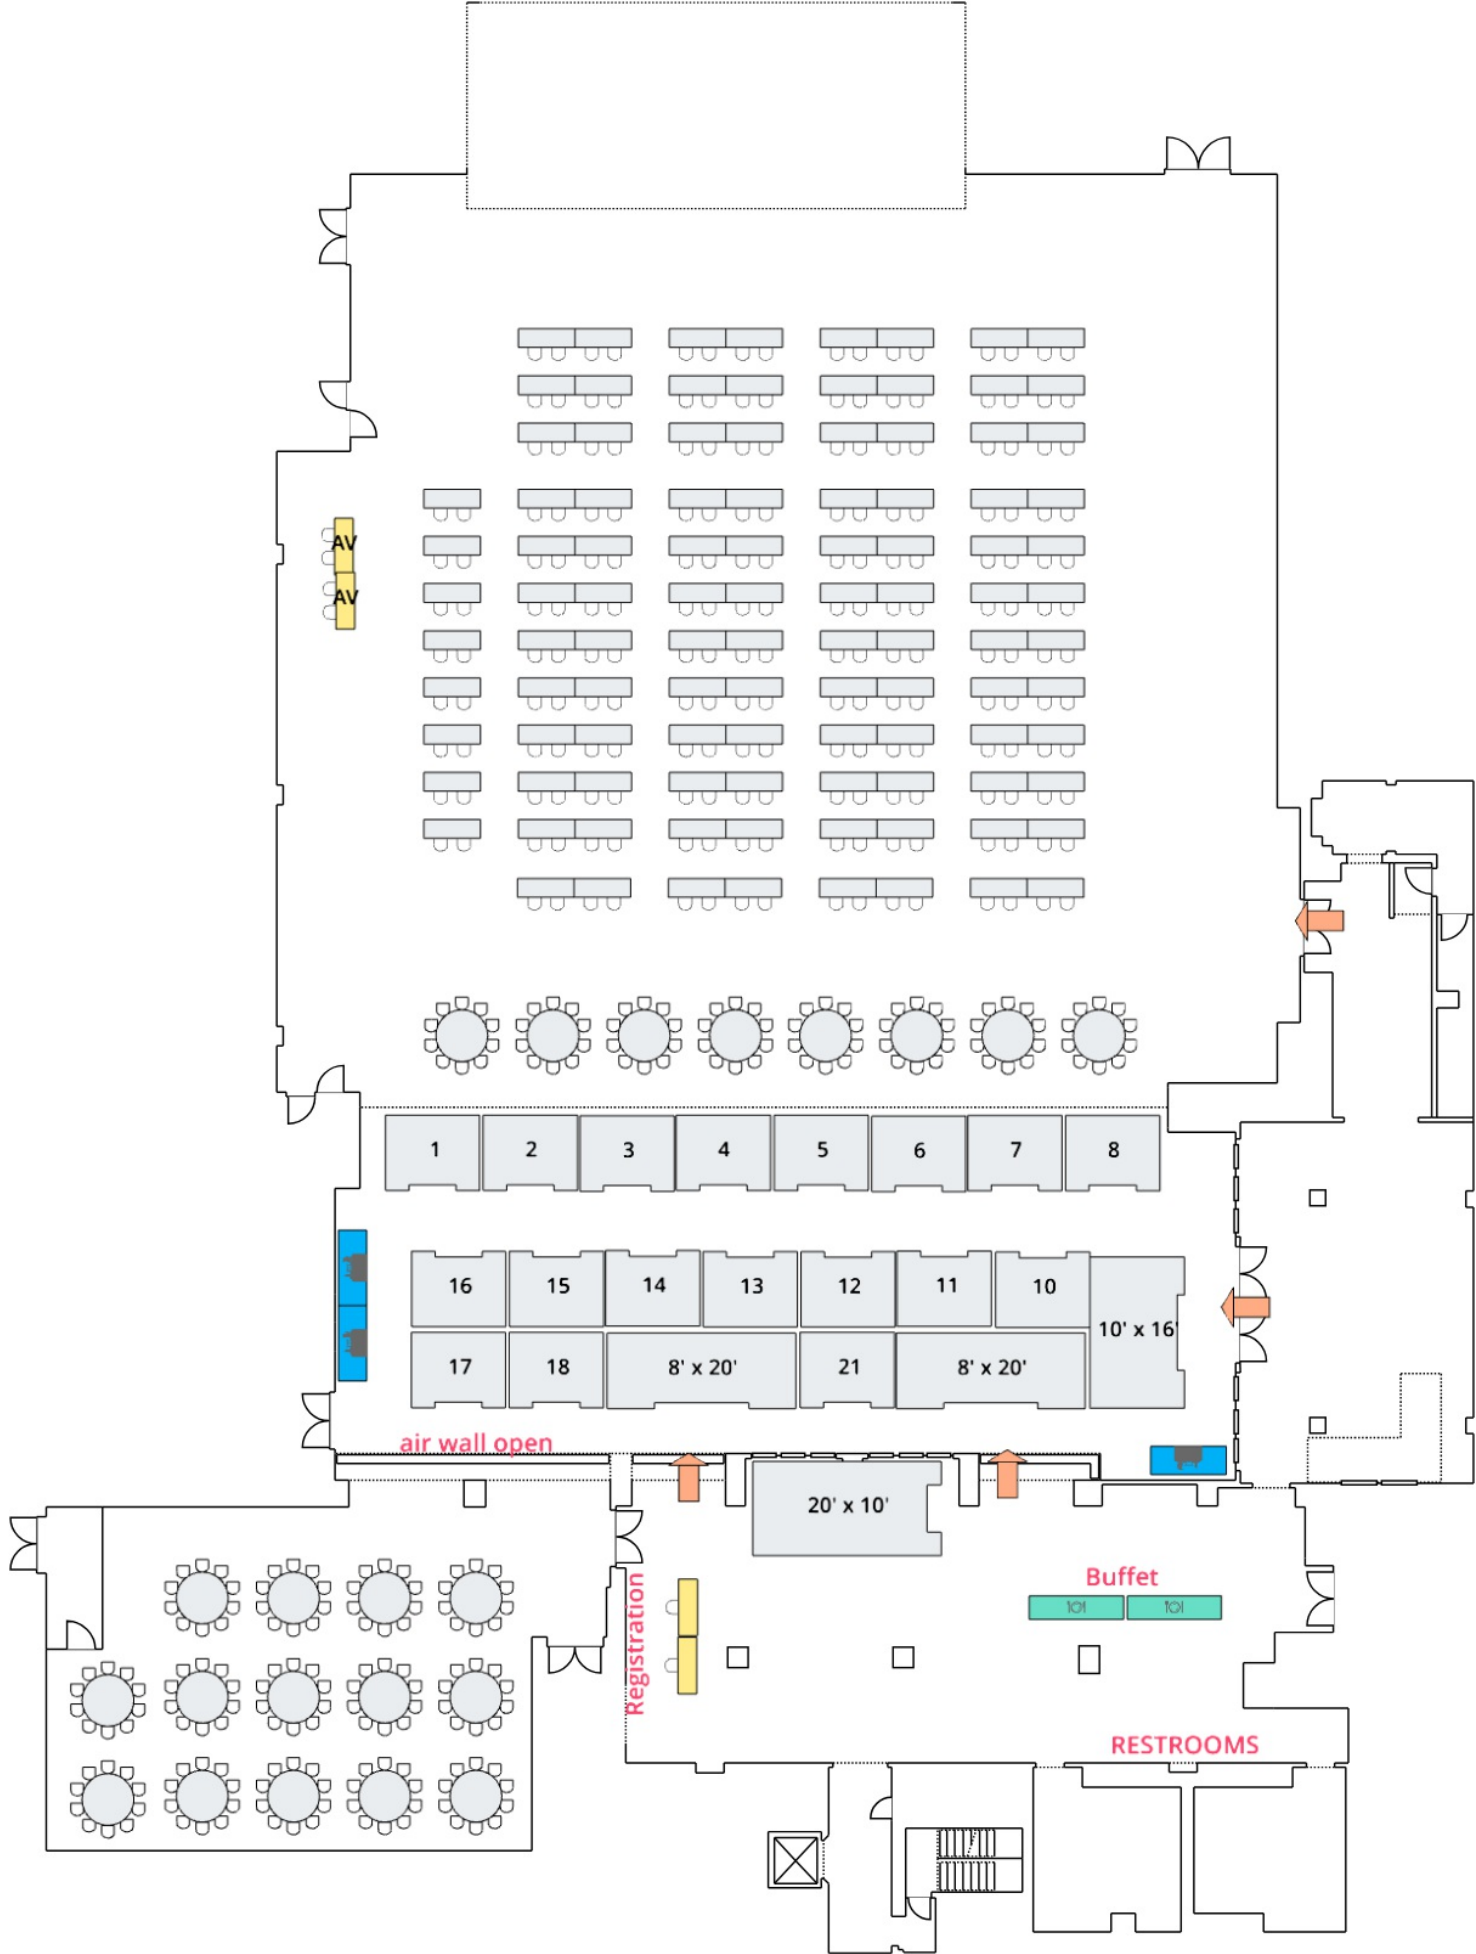 AV
AV
1
2
3
4
5
6
7
8
16
15
14
13
12
11
10
10' x 16'
17
18
8' x 20'
21
8' x 20'
air wall open
20' x 10'
Registration
Buffet
RESTROOMS